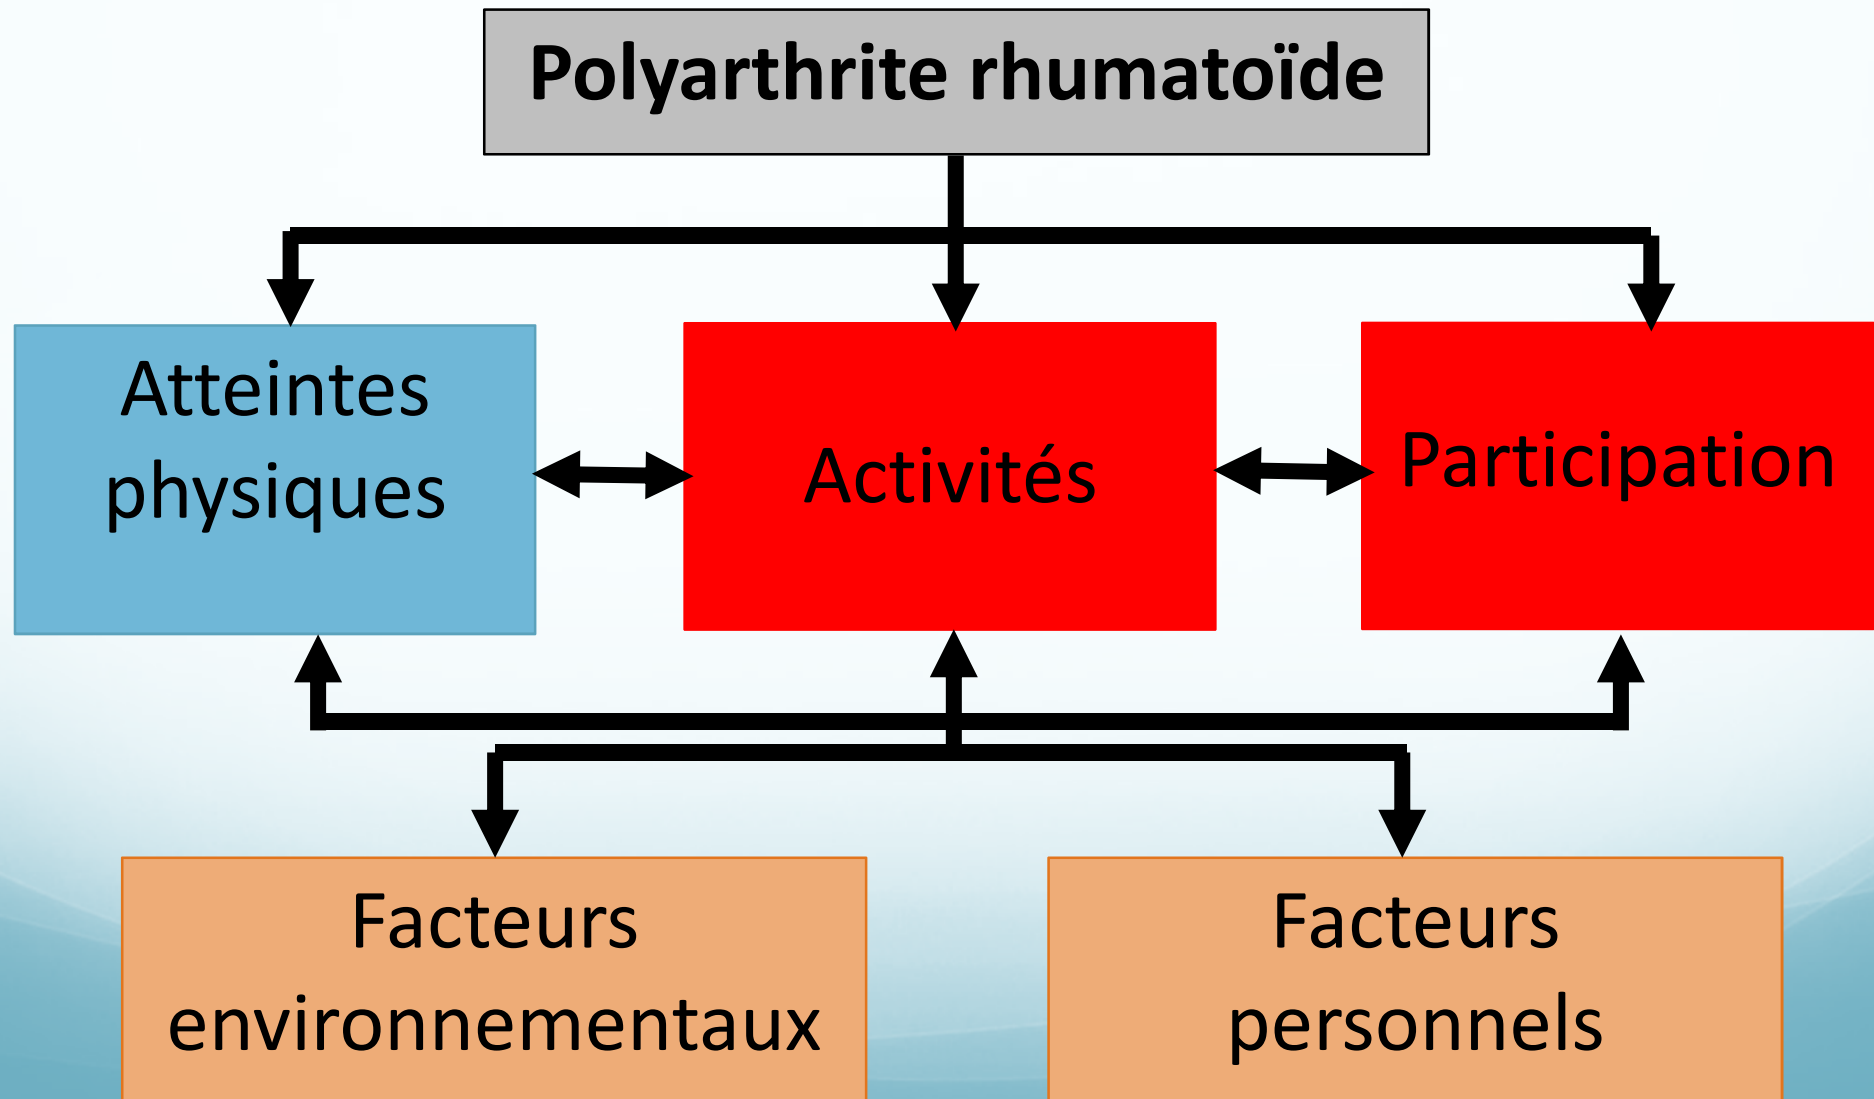 Polyarthrite rhumatoïde
Atteintes
physiques
Activités
Participation
Facteurs
environnementaux
Facteurs
personnels